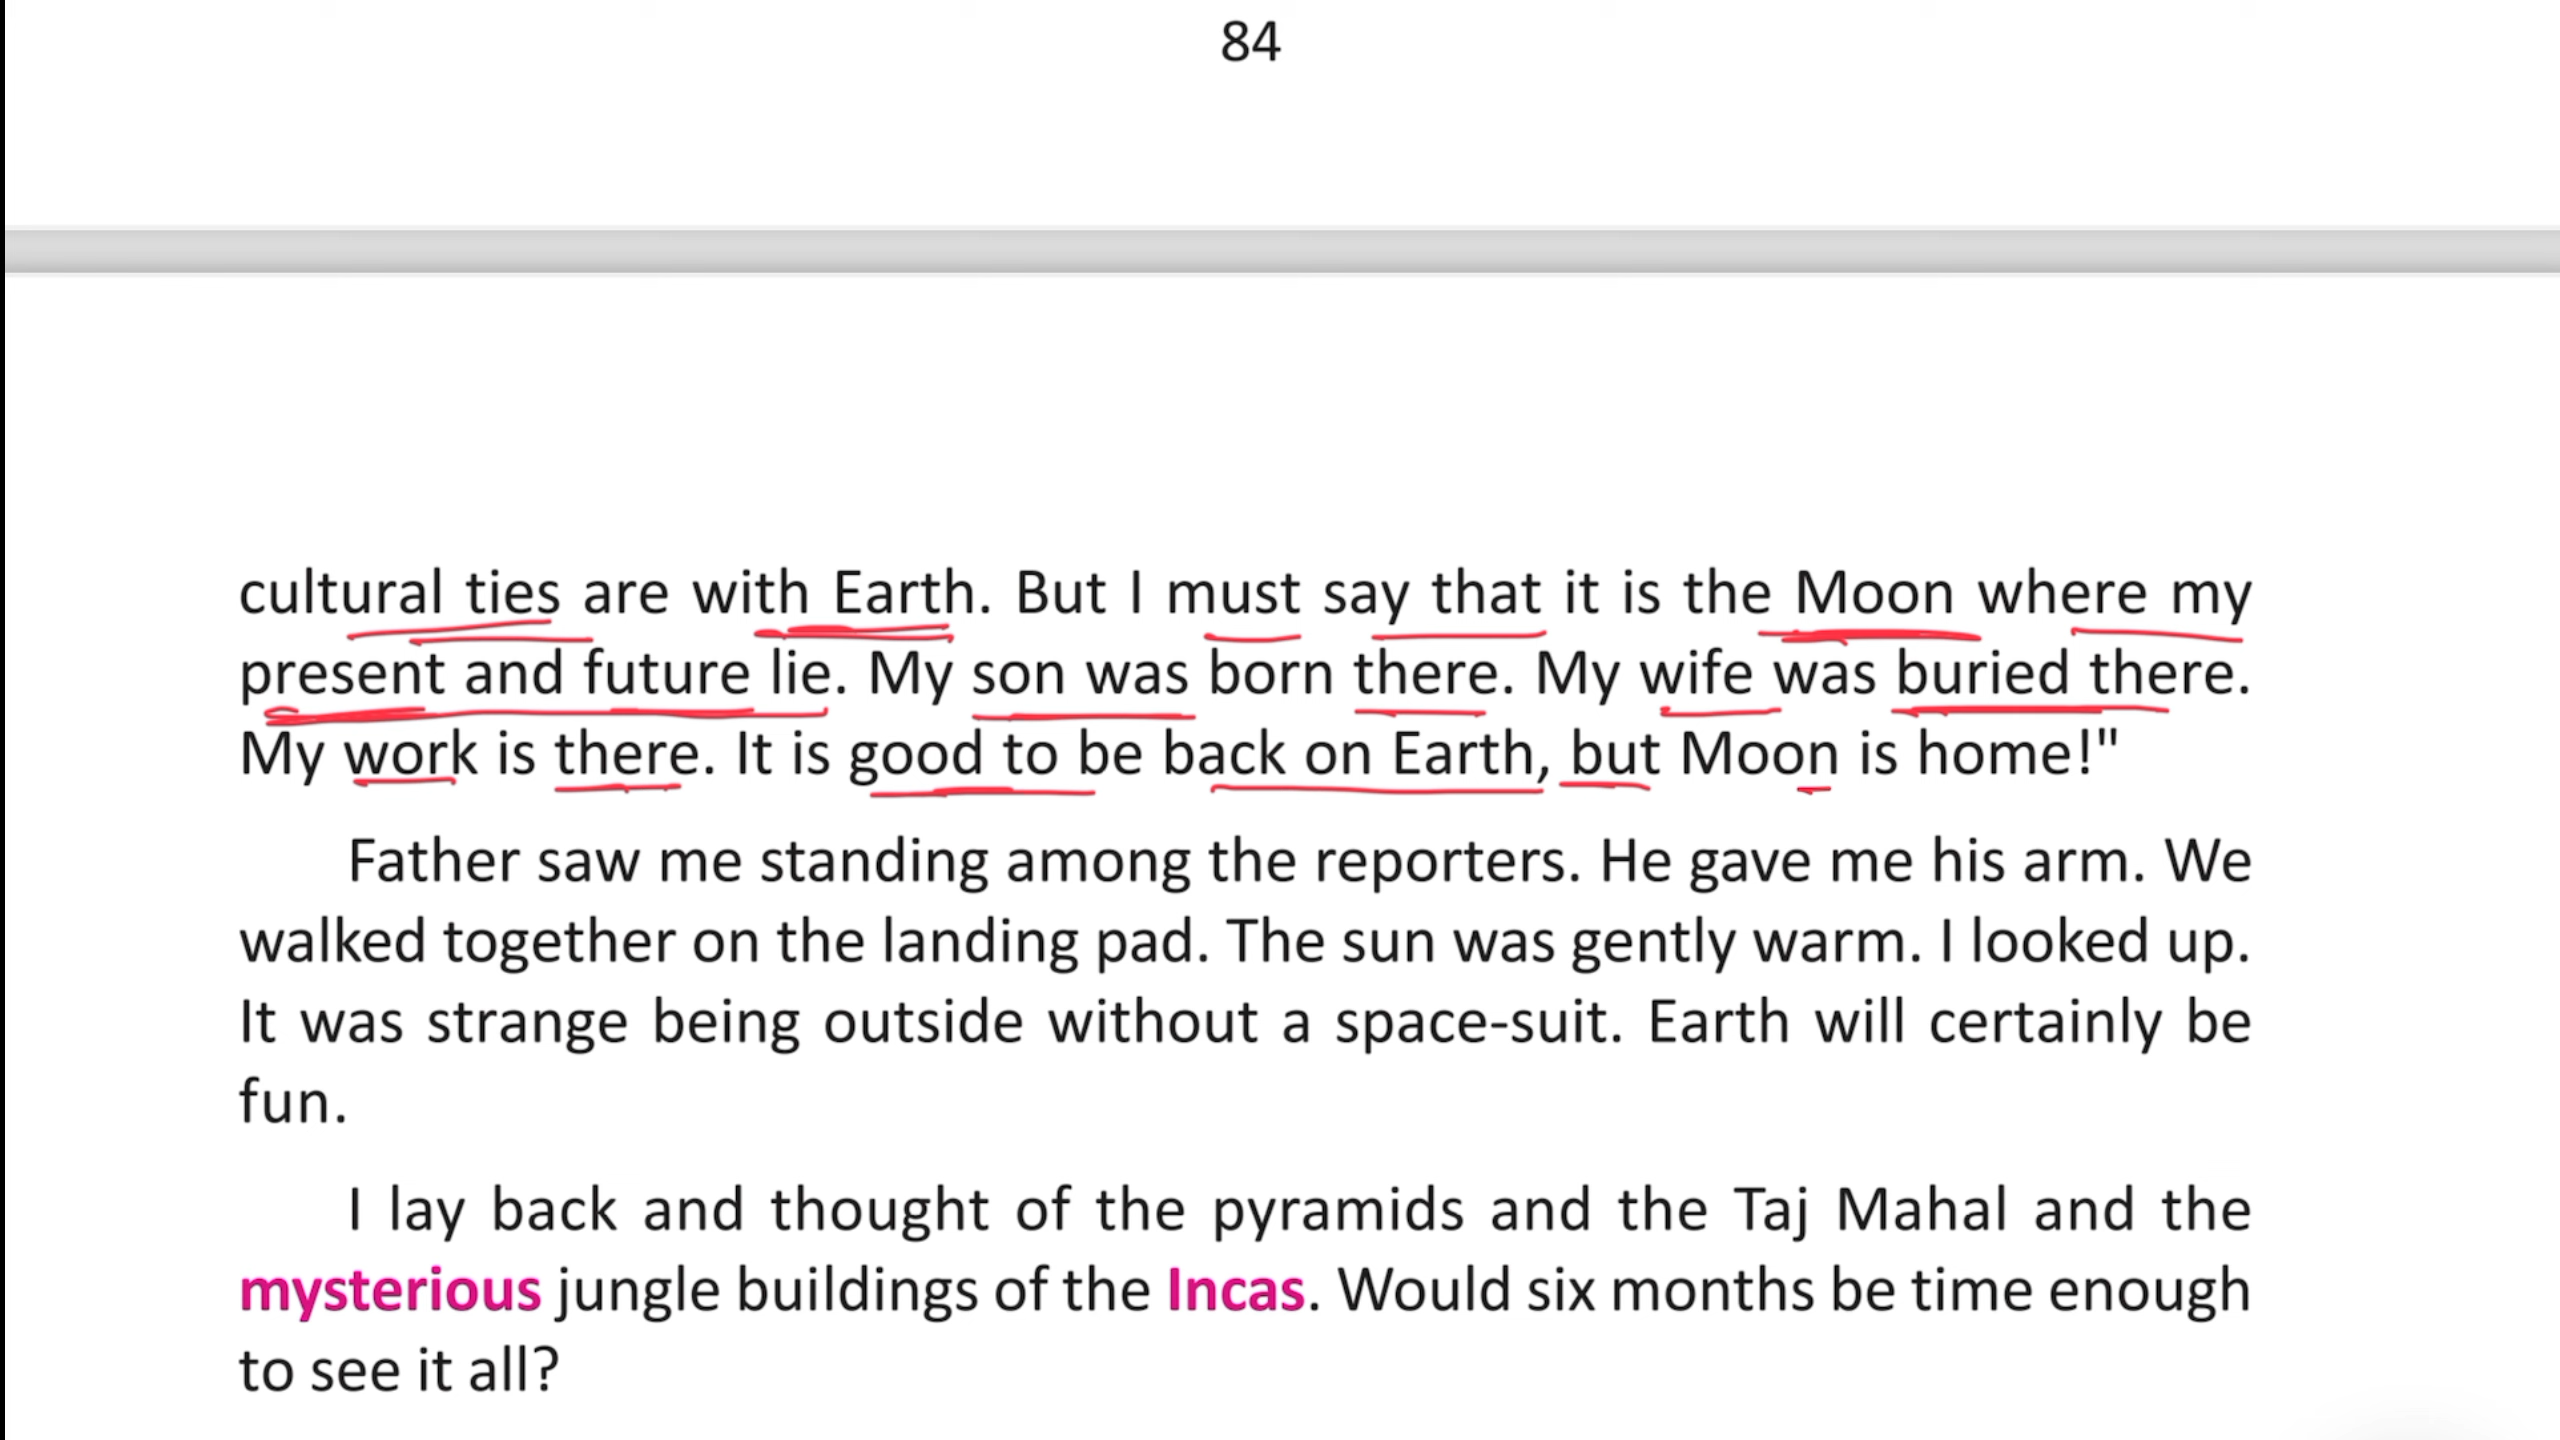 84
cultural ties are with Earth. But I must say that it is the Moon where my
present and future lie. My son was born there. My wife was buried there.
My work is there. It is good to be back on Earth, but Moon is home!"
Father saw me standing among the reporters. He gave me his arm. We
walked together on the landing pad. The sun was gently warm. I looked up.
It was strange being outside without a space-suit. Earth will certainly be
fun.
I lay back and thought of the pyramids and the Taj Mahal and the
mysterious jungle buildings of the Incas. Would six months be time enough
to see it all?